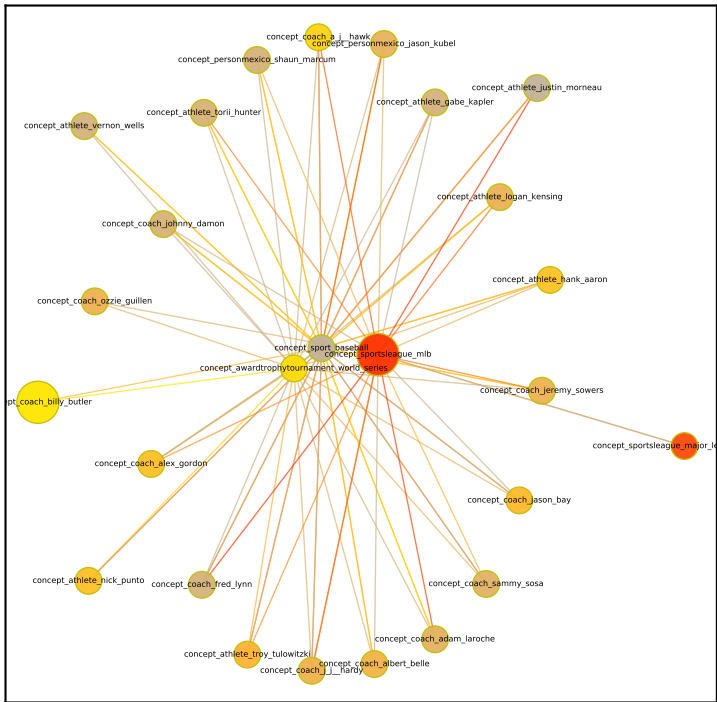 concept_coach_a_j__hawk
concept_personmexico_jason_kubel
concept_personmexico_shaun_marcum
concept_athlete_justin_morneau
concept_athlete_gabe_kapler
concept_athlete_torii_hunter
concept_athlete_vernon_wells
concept_athlete_logan_kensing
concept_coach_johnny_damon
concept_athlete_hank_aaron
concept_coach_ozzie_guillen
concept_sport_baseball
concept_sportsleague_mlb
concept_awardtrophytournament_world_series
concept_coach_jeremy_sowers
ept_coach_billy_butler
concept_sportsleague_major_le
concept_coach_alex_gordon
concept_coach_jason_bay
concept_athlete_nick_punto
concept_coach_fred_lynn
concept_coach_sammy_sosa
concept_coach_adam_laroche
concept_athlete_troy_tulowitzki
concept_coach_albert_belle
concept_coach_j_j__hardy